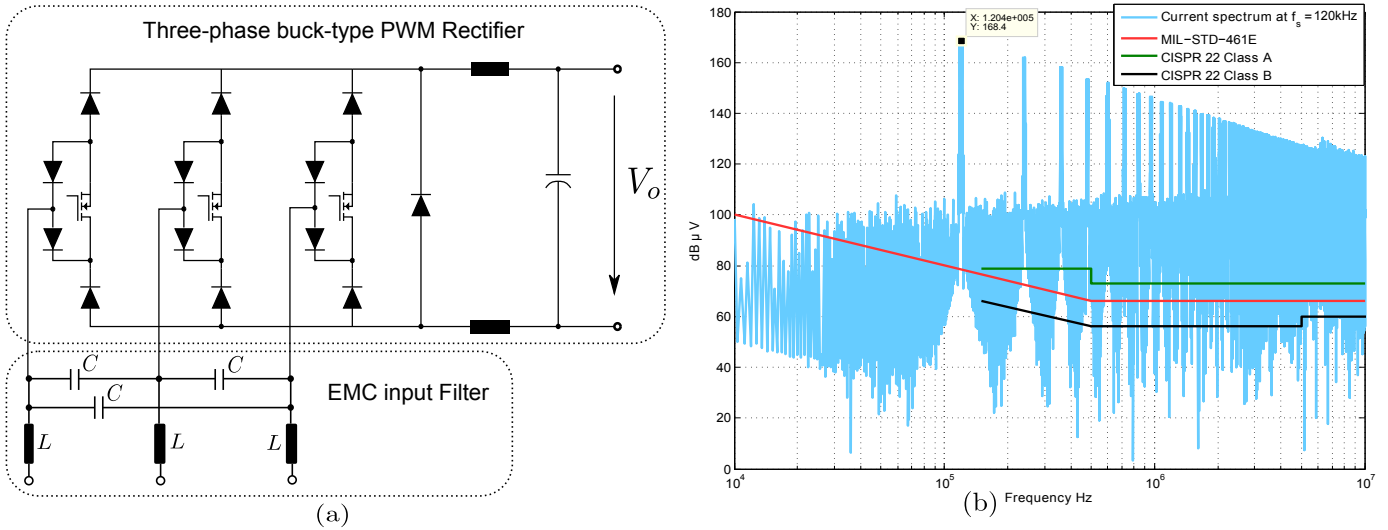 Three-phase buck-type PWM Rectifier
V_o
C
C
C
EMC input Filter
L
L
L
(a)
X: 1.204e+005
Y: 168.4
Current spectrum at f_s = 120kHz
MIL-STD-461E
CISPR 22 Class A
CISPR 22 Class B
180
160
140
120
100
80
60
40
20
0
dB μ V
10^4
10^5
10^6
10^7
Frequency Hz
(b)